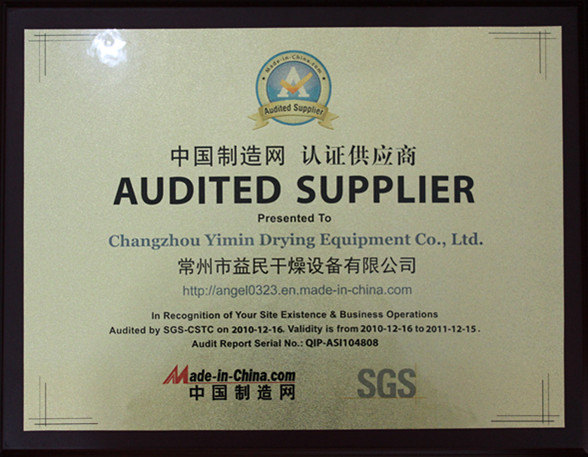 Made-in-China.com
A
Audited Supplier
中国制造网 认证供应商
AUDITED SUPPLIER
Presented To
Changzhou Yimin Drying Equipment Co., Ltd.
常州市益民干燥设备有限公司
http://angel0323.en.made-in-china.com
In Recognition of Your Site Existence & Business Operations
Audited by SGS-CSTC on 2010-12-16. Validity is from 2010-12-16 to 2011-12-15.
Audit Report Serial No.: QIP-ASI104808
Made-in-China.com
中国制造网
SGS